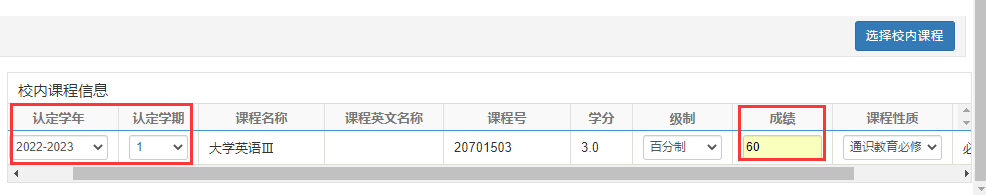 选择校内课程
校内课程信息
认定学年 认定学期 课程名称 课程英文名称 课程号 学分 级制 成绩 课程性质
2022-2023 1 大学英语Ⅲ 20701503 3.0 百分制 60 通识教育必修